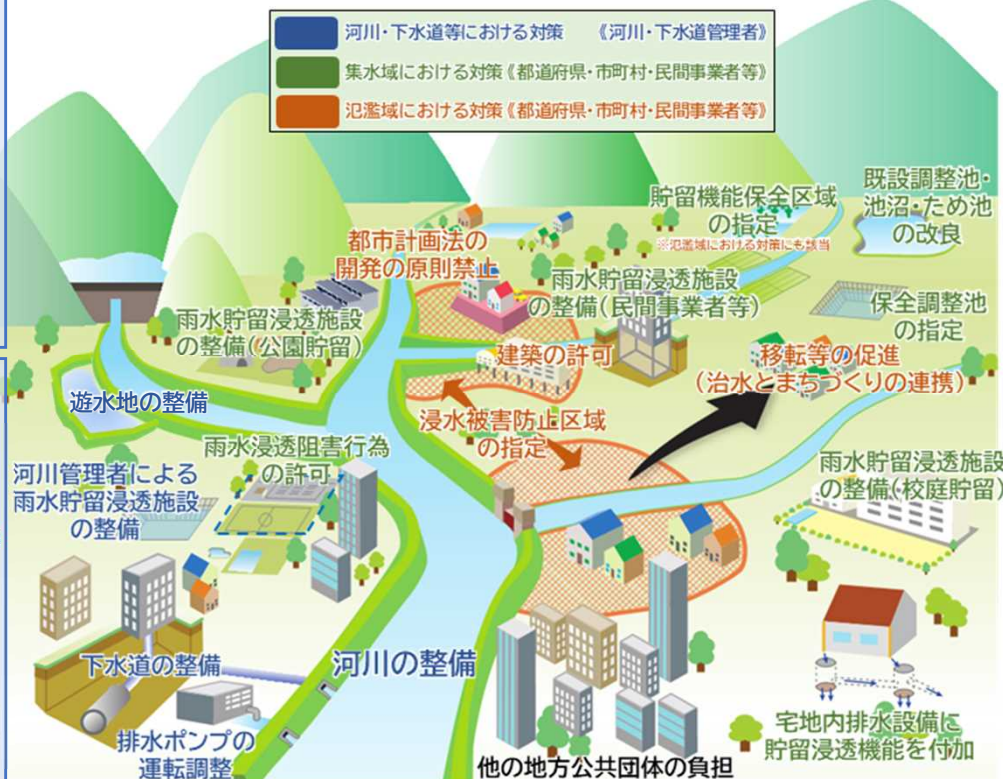 河川・下水道等における対策　《河川・下水道管理者》
集水域における対策《都道府県・市町村・民間事業者等》
氾濫域における対策《都道府県・市町村・民間事業者等》
貯留機能保全区域
の指定
※氾濫域における対策にも該当
既設調整池・
池沼・ため池
の改良
都市計画法の
開発の原則禁止
雨水貯留浸透施設
の整備(民間事業者等)
保全調整池
の指定
雨水貯留浸透施設
の整備(公園貯留)
建築の許可
移転等の促進
(治水とまちづくりの連携)
遊水地の整備
浸水被害防止区域
の指定
雨水浸透阻害行為
の許可
河川管理者による
雨水貯留浸透施設
の整備
雨水貯留浸透施設
の整備(校庭貯留)
下水道の整備
河川の整備
排水ポンプの
運転調整
宅地内排水設備に
貯留浸透機能を付加
他の地方公共団体の負担